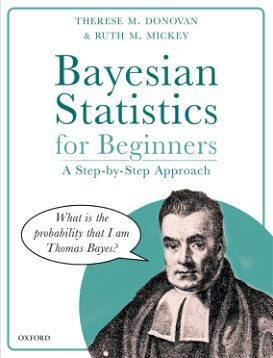 THERESE M. DONOVAN
& RUTH M. MICKEY
Bayesian
Statistics
for Beginners
A Step-by-Step Approach
What is the
probability that I am
Thomas Bayes?
OXFORD